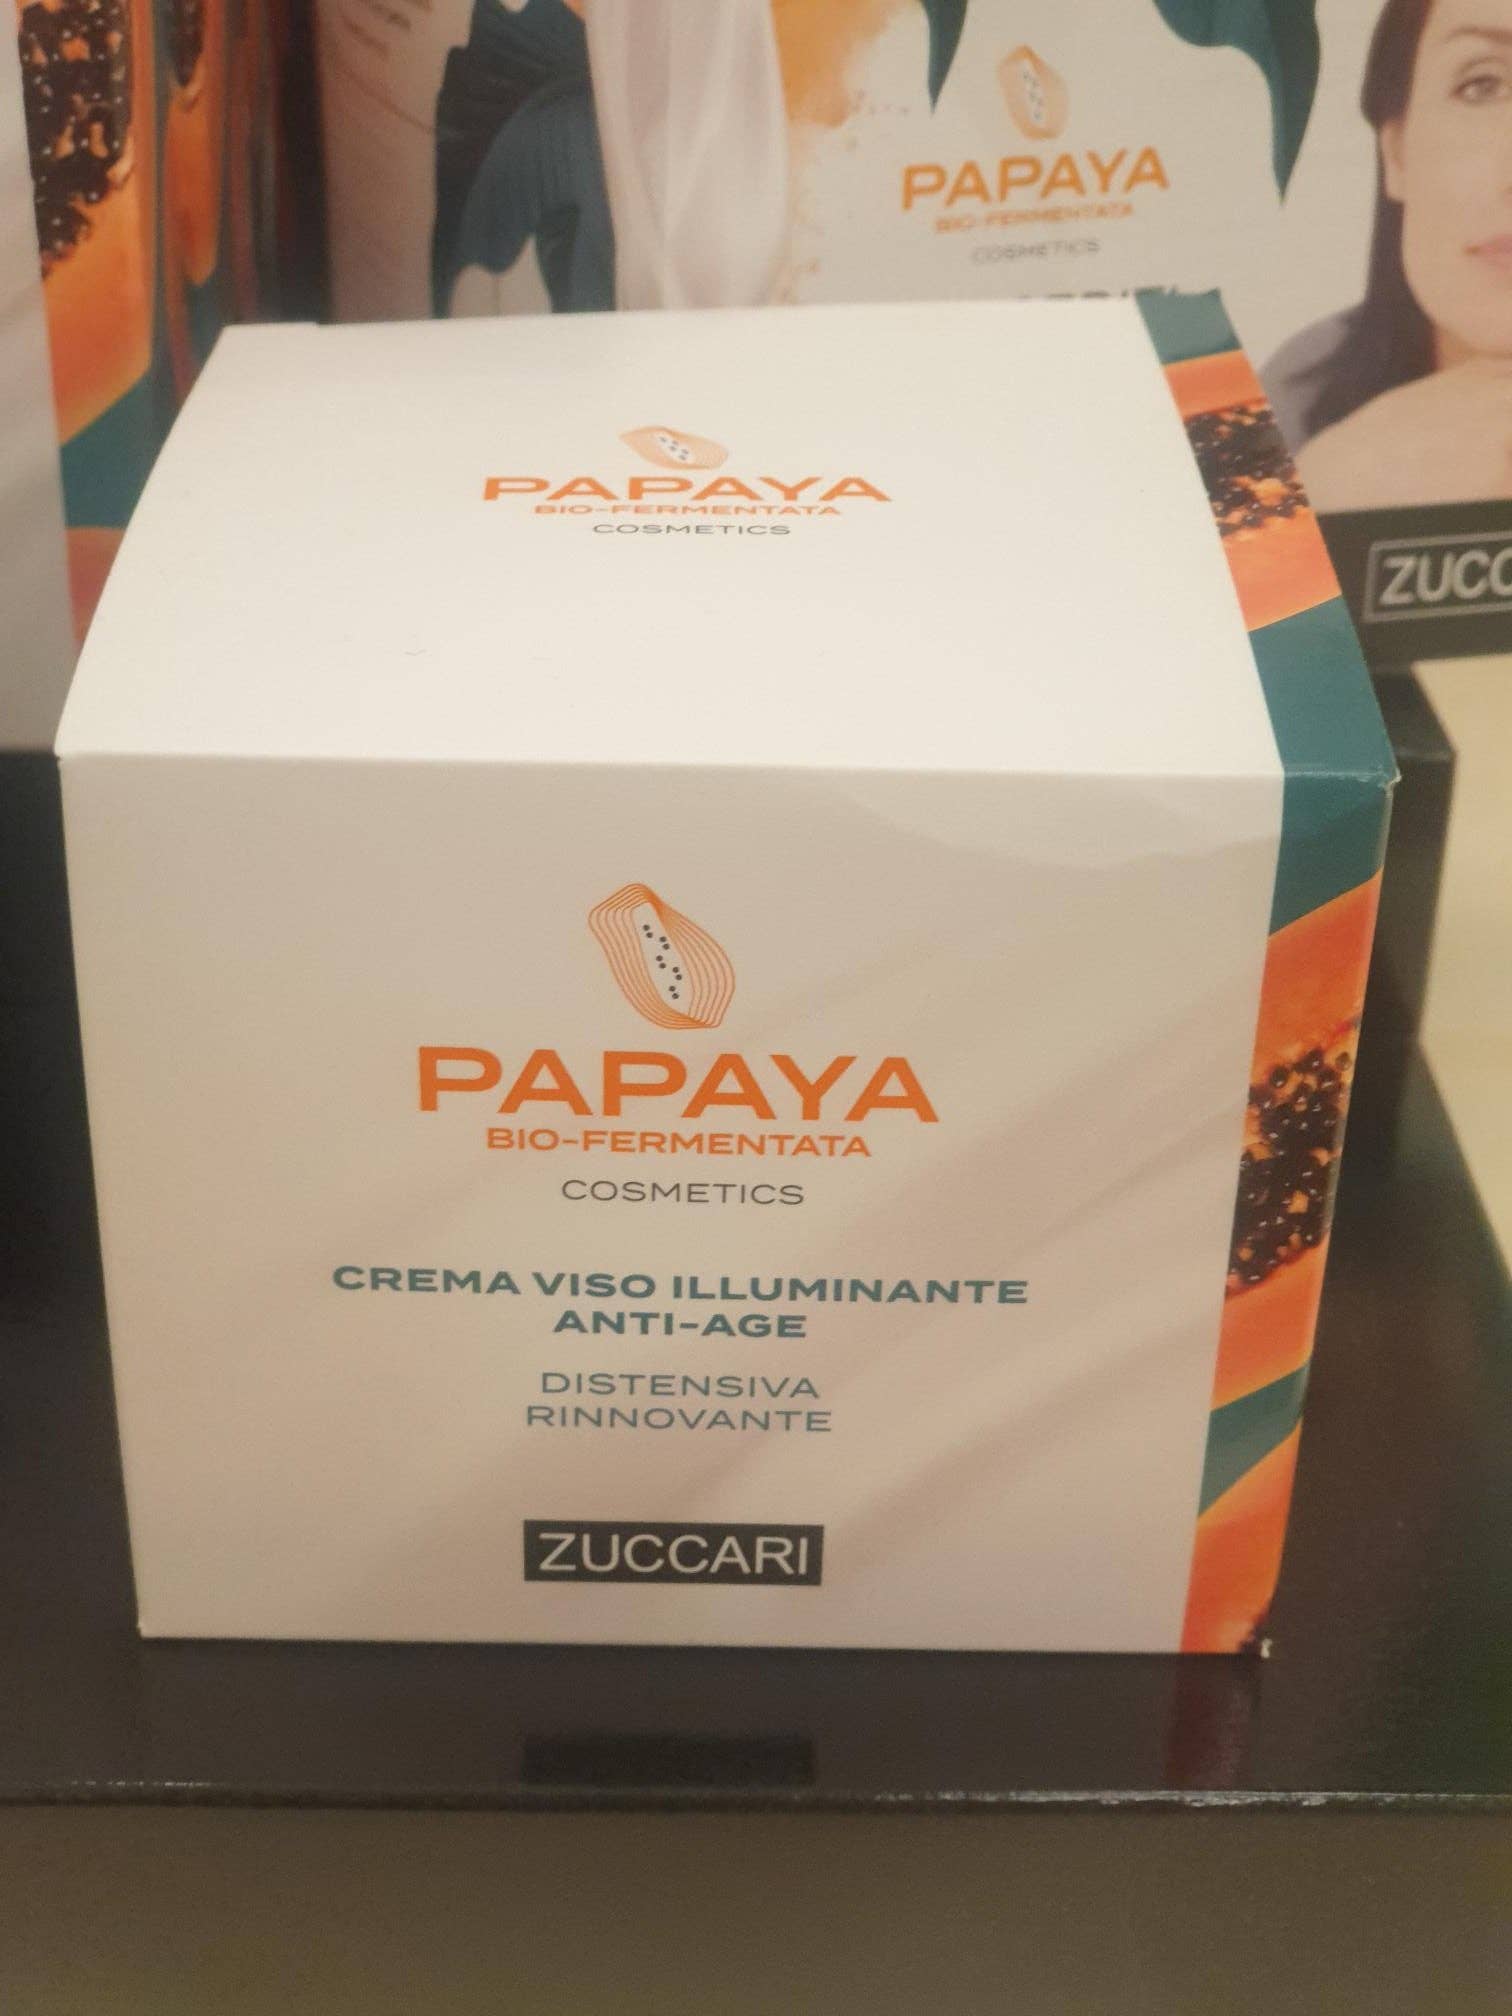 PAPAYA
BIO-FERMENTATA
COSMETICS
ZUCC
PAPAYA
BIO-FERMENTATA
COSMETICS
PAPAYA
BIO-FERMENTATA
COSMETICS
CREMA VISO ILLUMINANTE
ANTI-AGE
DISTENSIVA
RINNOVANTE
ZUCCARI